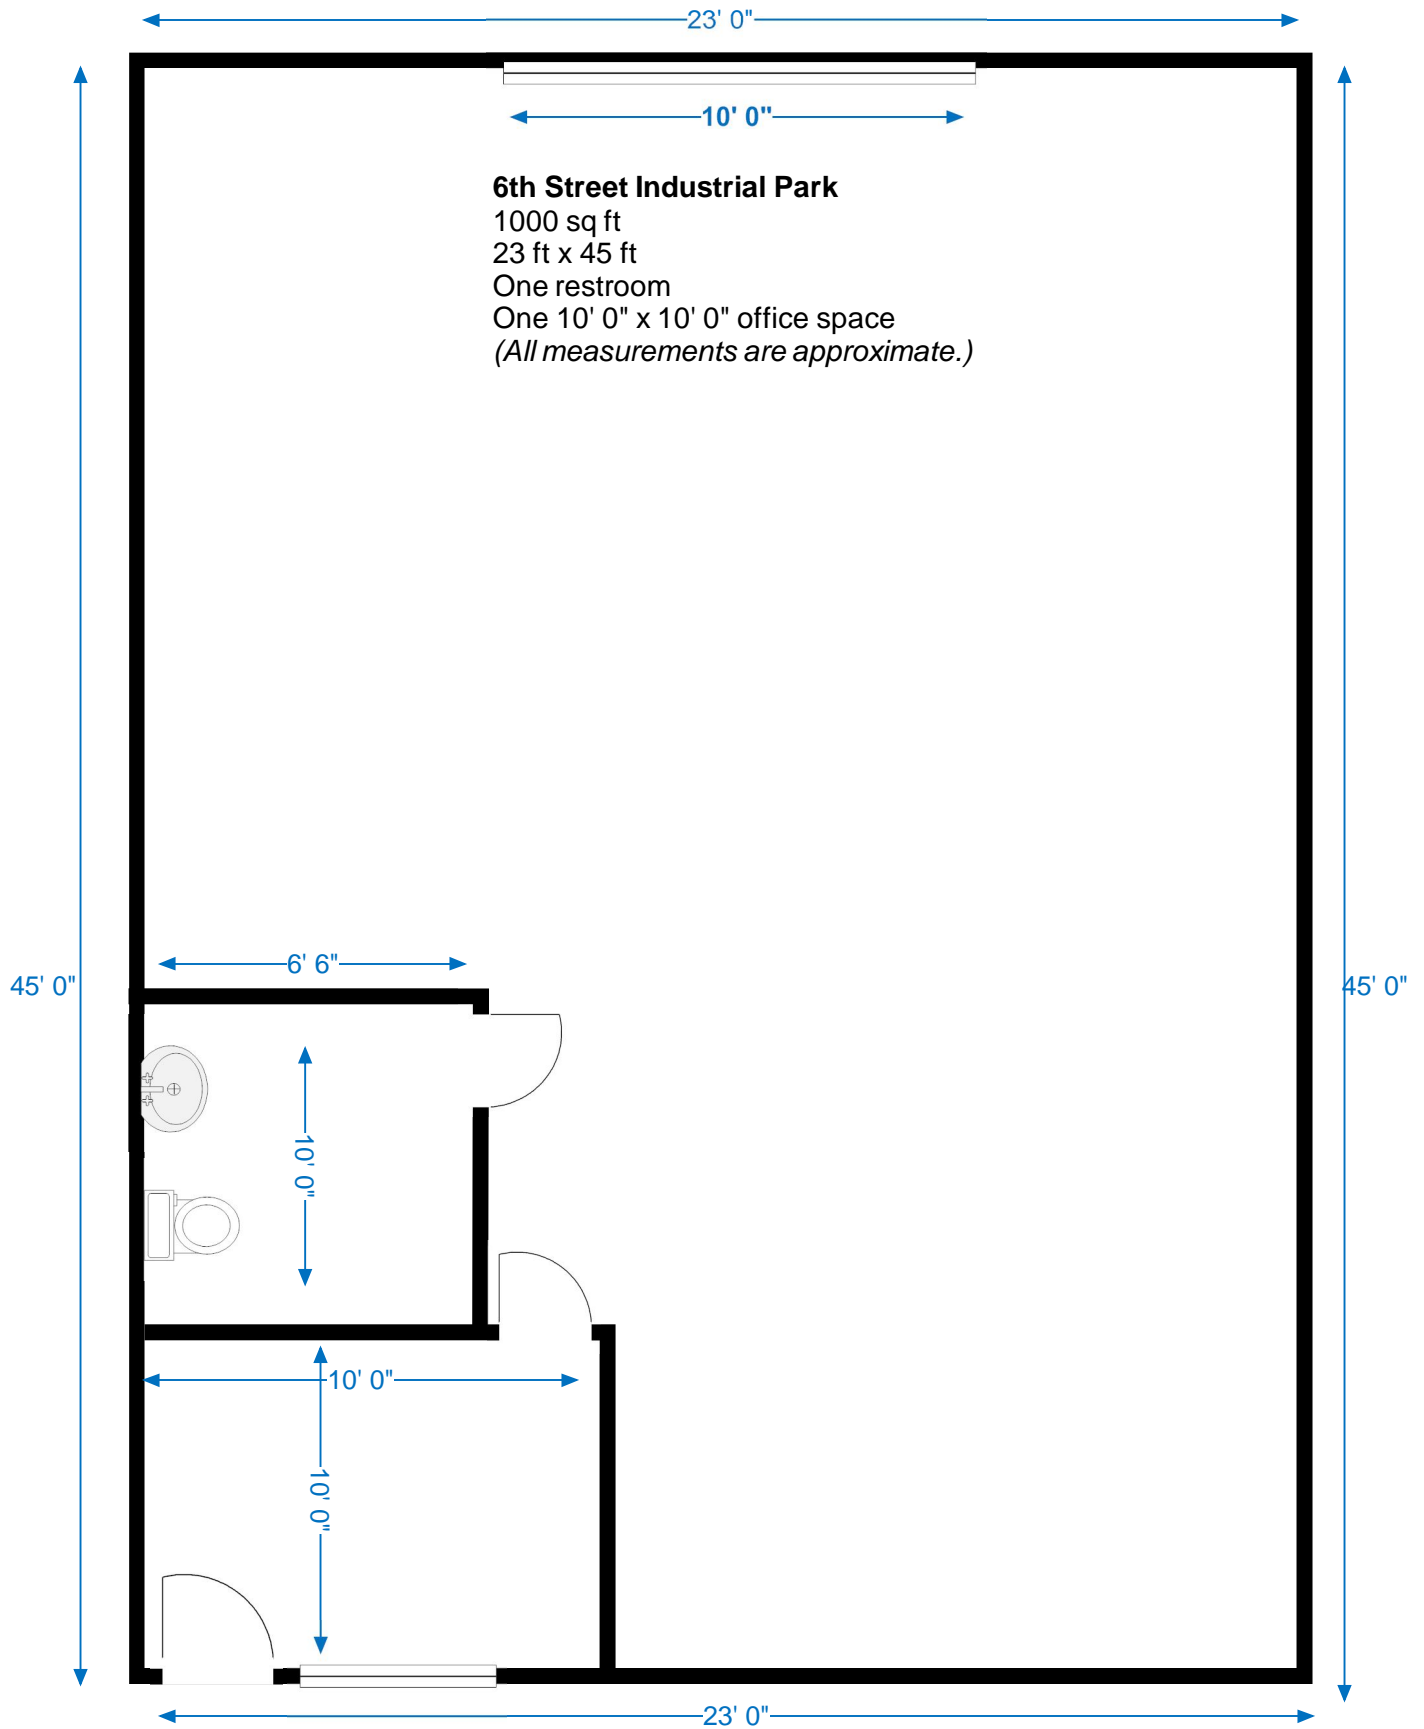 23' 0"
10' 0"
6th Street Industrial Park
1000 sq ft
23 ft x 45 ft
One restroom
One 10' 0" x 10' 0" office space
(All measurements are approximate.)
6' 6"
45' 0"
45' 0"
10' 0"
10' 0"
10' 0"
23' 0"